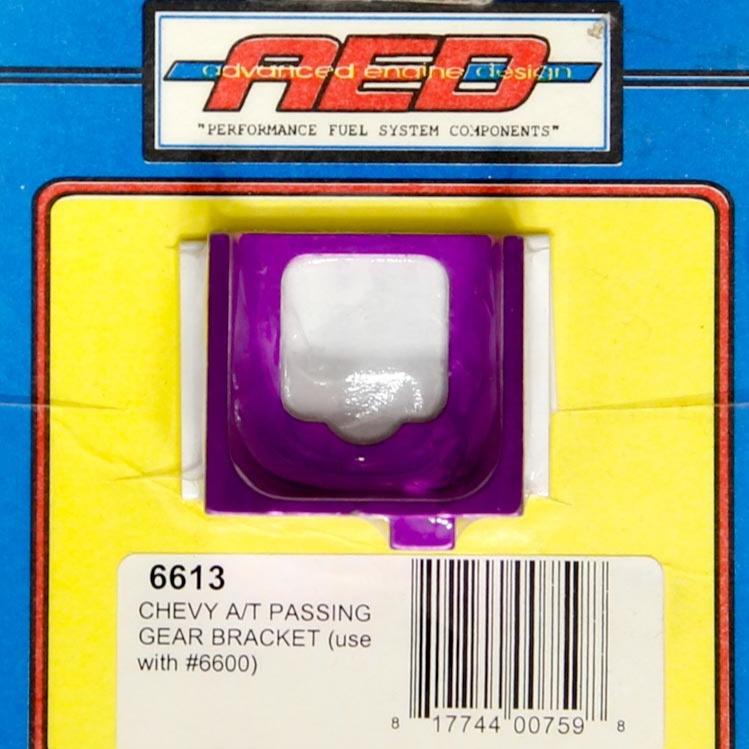 AED
advanced engine design
"PERFORMANCE FUEL SYSTEM COMPONENTS"
6613
CHEVY A/T PASSING
GEAR BRACKET (use
with #6600)
8 17744 00759 8